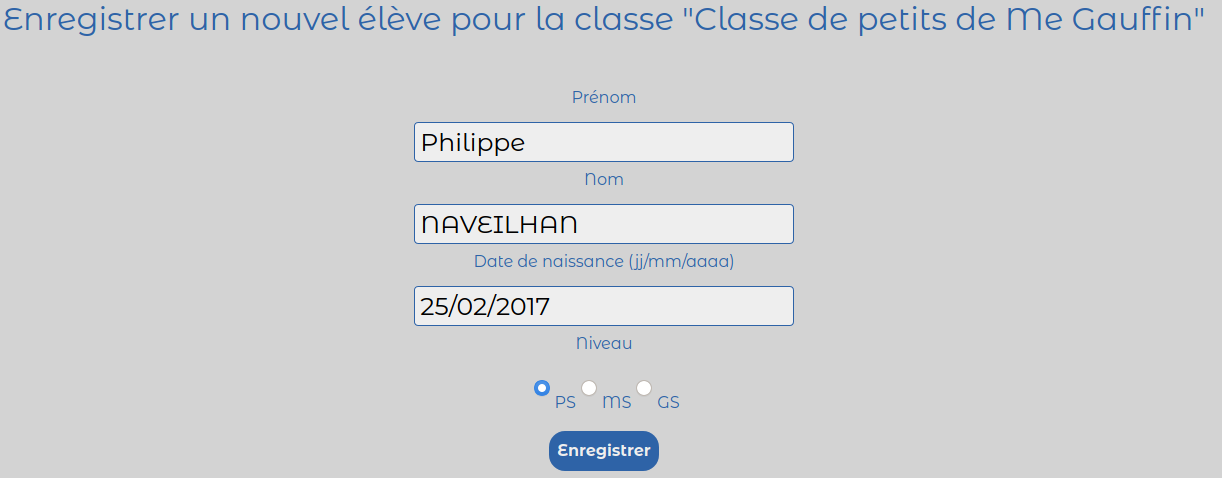 Enregistrer un nouvel élève pour la classe "Classe de petits de Me Gauffin"
Prénom
Philippe
Nom
NAVEILHAN
Date de naissance (jj/mm/aaaa)
25/02/2017
Niveau
PS MS GS
Enregistrer